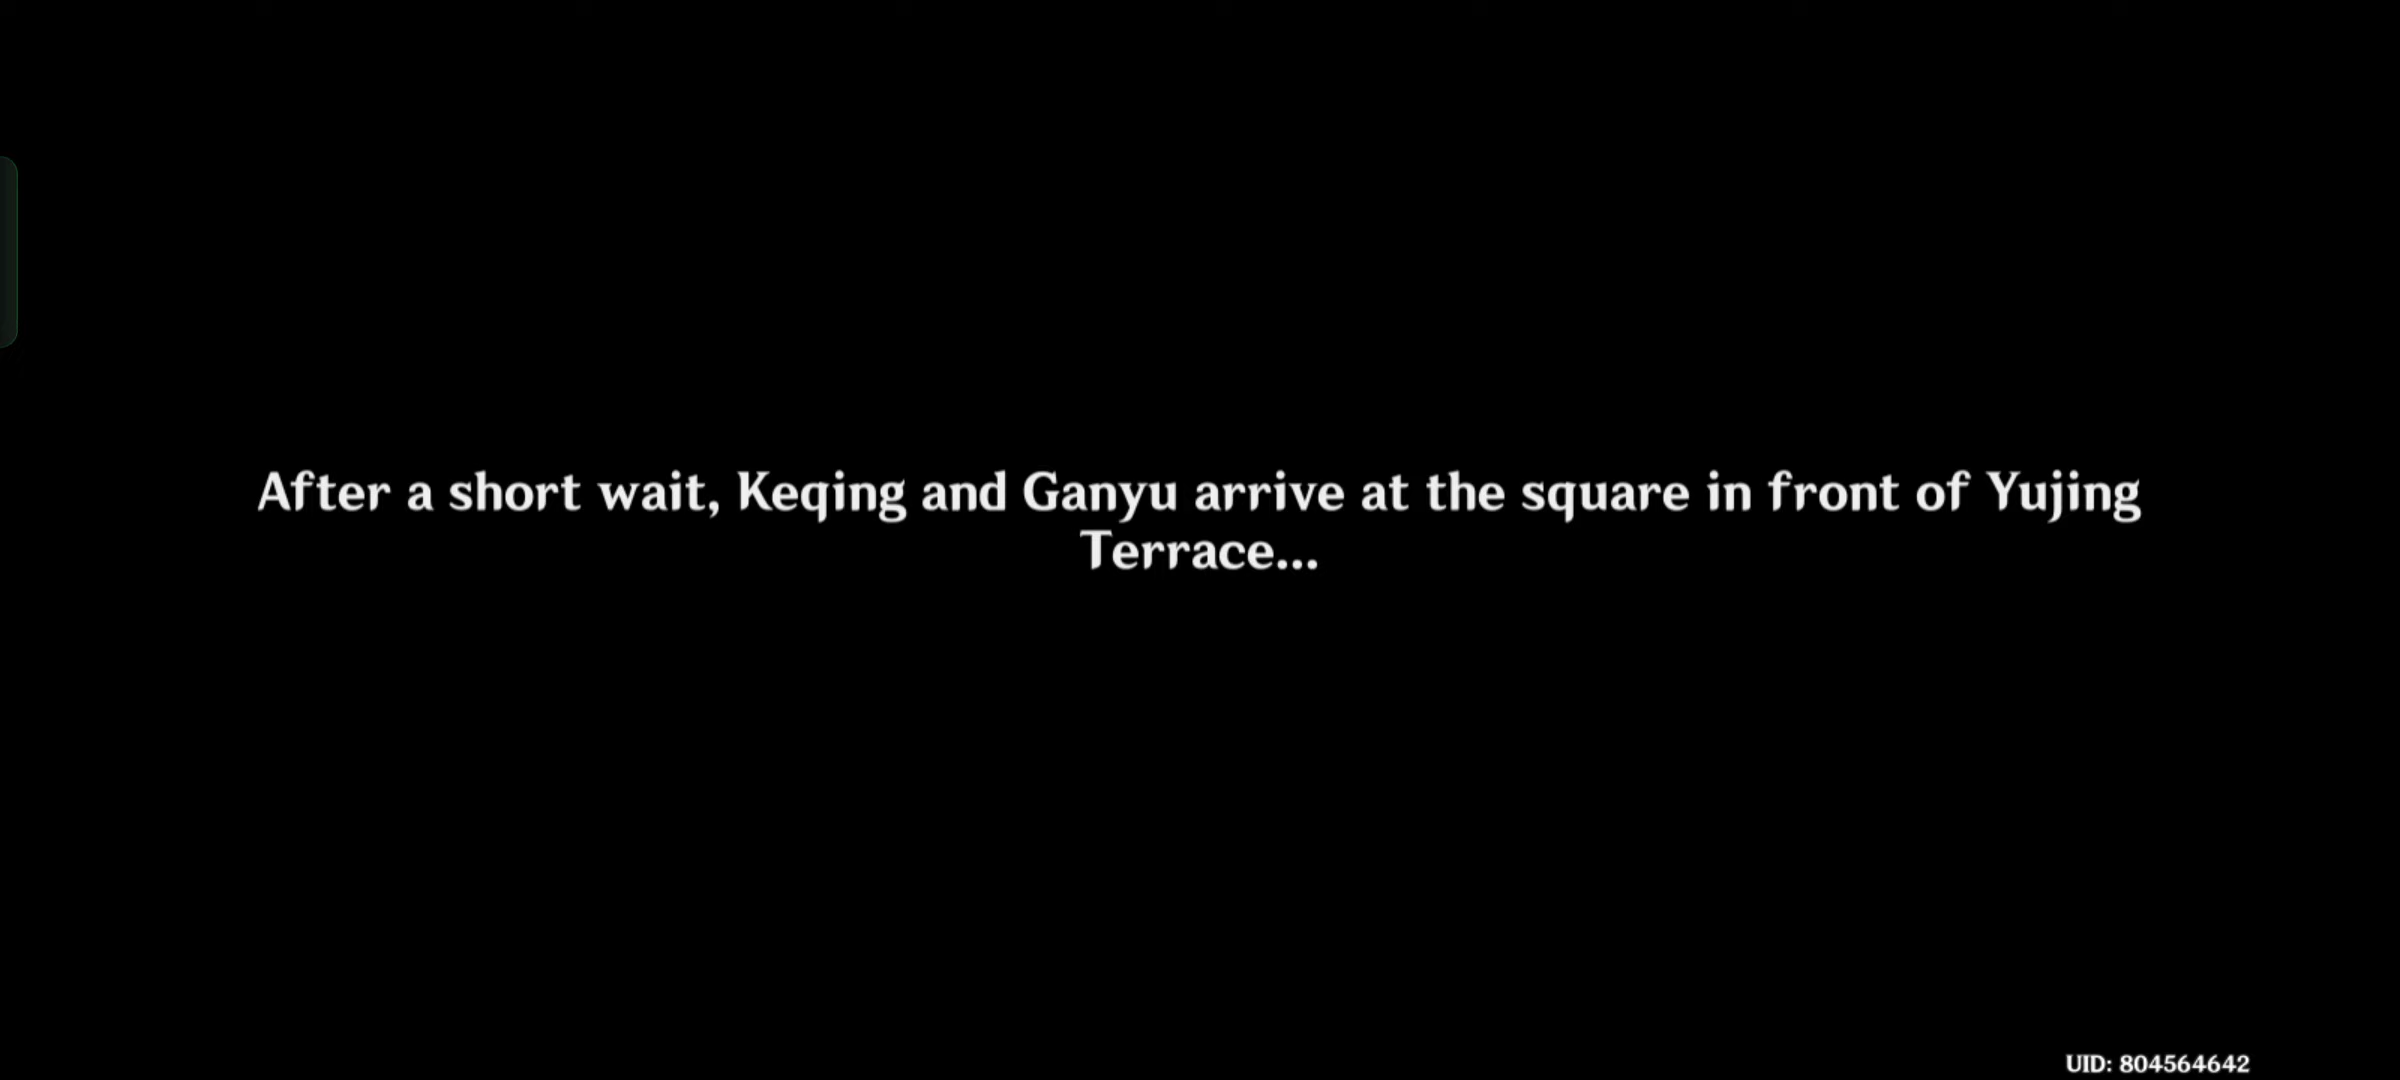 After a short wait, Keqing and Ganyu arrive at the square in front of Yujing
Terrace...
UID: 804564642